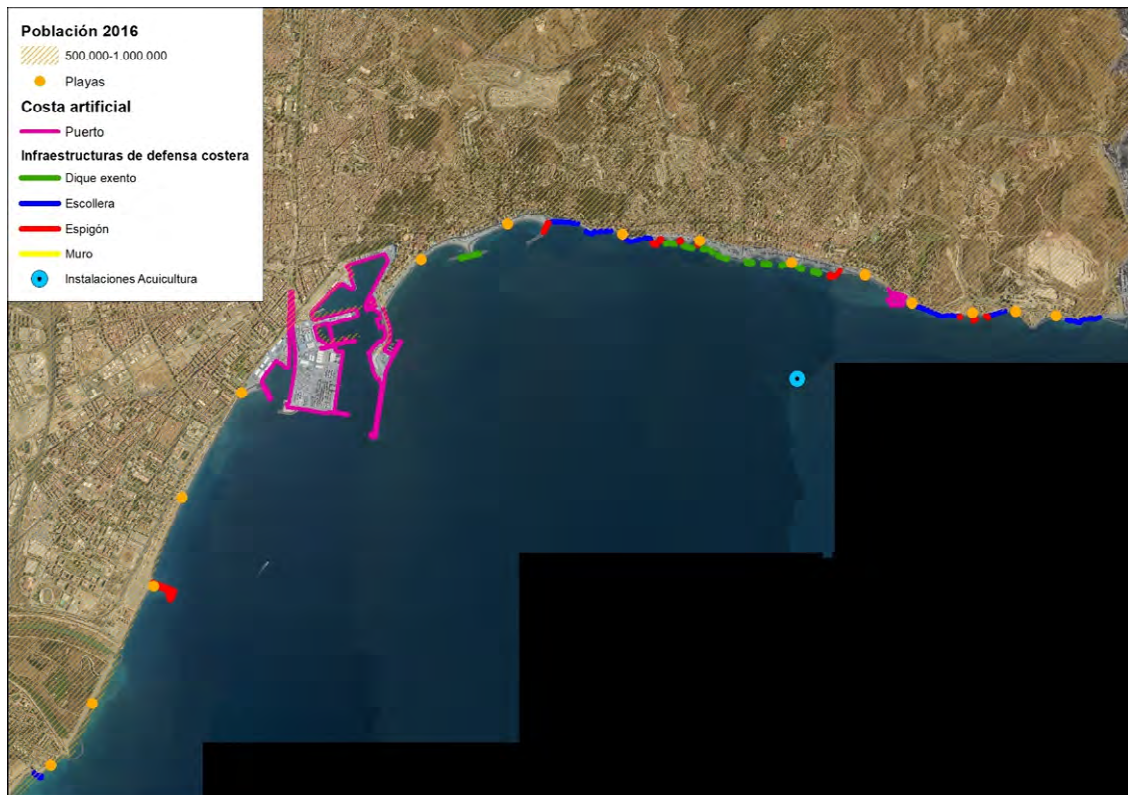 Población 2016
500.000-1.000.000
Playas
Costa artificial
Puerto
Infraestructuras de defensa costera
Dique exento
Escollera
Espigón
Muro
Instalaciones Acuicultura